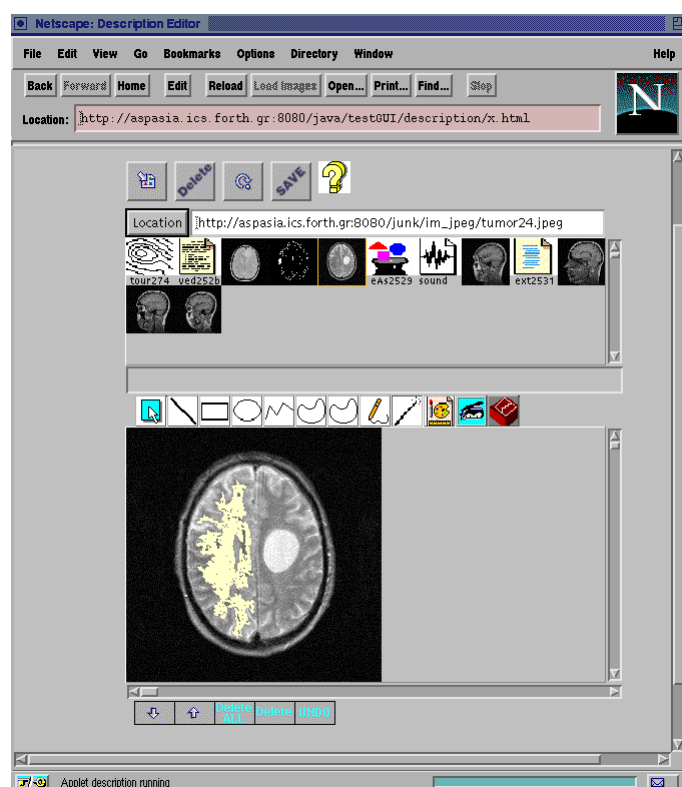 Netscape: Description Editor
File Edit View Go Bookmarks Options Directory Window Help
Back Forward Home Edit Reload Load Images Open... Print... Find... Stop
N
Location: http://aspasia.ics.forth.gr:8080/java/testGUI/description/x.html
Delete SAVE ?
Location http://aspasia.ics.forth.gr:8080/junk/im_jpeg/tumor24.jpeg
tour274 ved252b eAs2529 sound ext2531
Delete ALL Delete UNDO
Applet description running